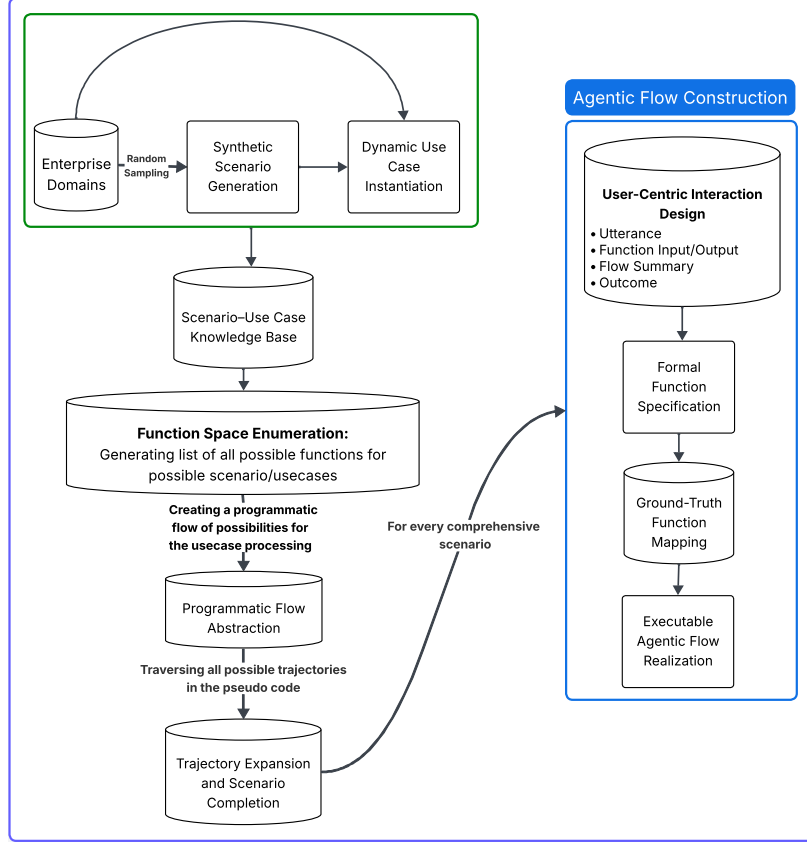 Enterprise
Domains
Random
Sampling
Synthetic
Scenario
Generation
Dynamic Use
Case
Instantiation
Scenario–Use Case
Knowledge Base
Function Space Enumeration:
Generating list of all possible functions for
possible scenario/usecases
Creating a programmatic
flow of possibilities for
the usecase processing
Programmatic Flow
Abstraction
Traversing all possible trajectories
in the pseudo code
Trajectory Expansion
and Scenario
Completion
For every comprehensive
scenario
Agentic Flow Construction
User-Centric Interaction
Design
• Utterance
• Function Input/Output
• Flow Summary
• Outcome
Formal
Function
Specification
Ground-Truth
Function
Mapping
Executable
Agentic Flow
Realization